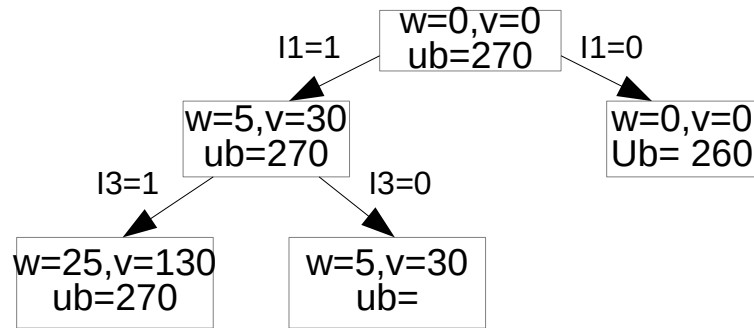 w=0,v=0
ub=270
I1=1
I1=0
w=5,v=30
ub=270
w=0,v=0
Ub= 260
I3=1
I3=0
w=25,v=130
ub=270
w=5,v=30
ub=